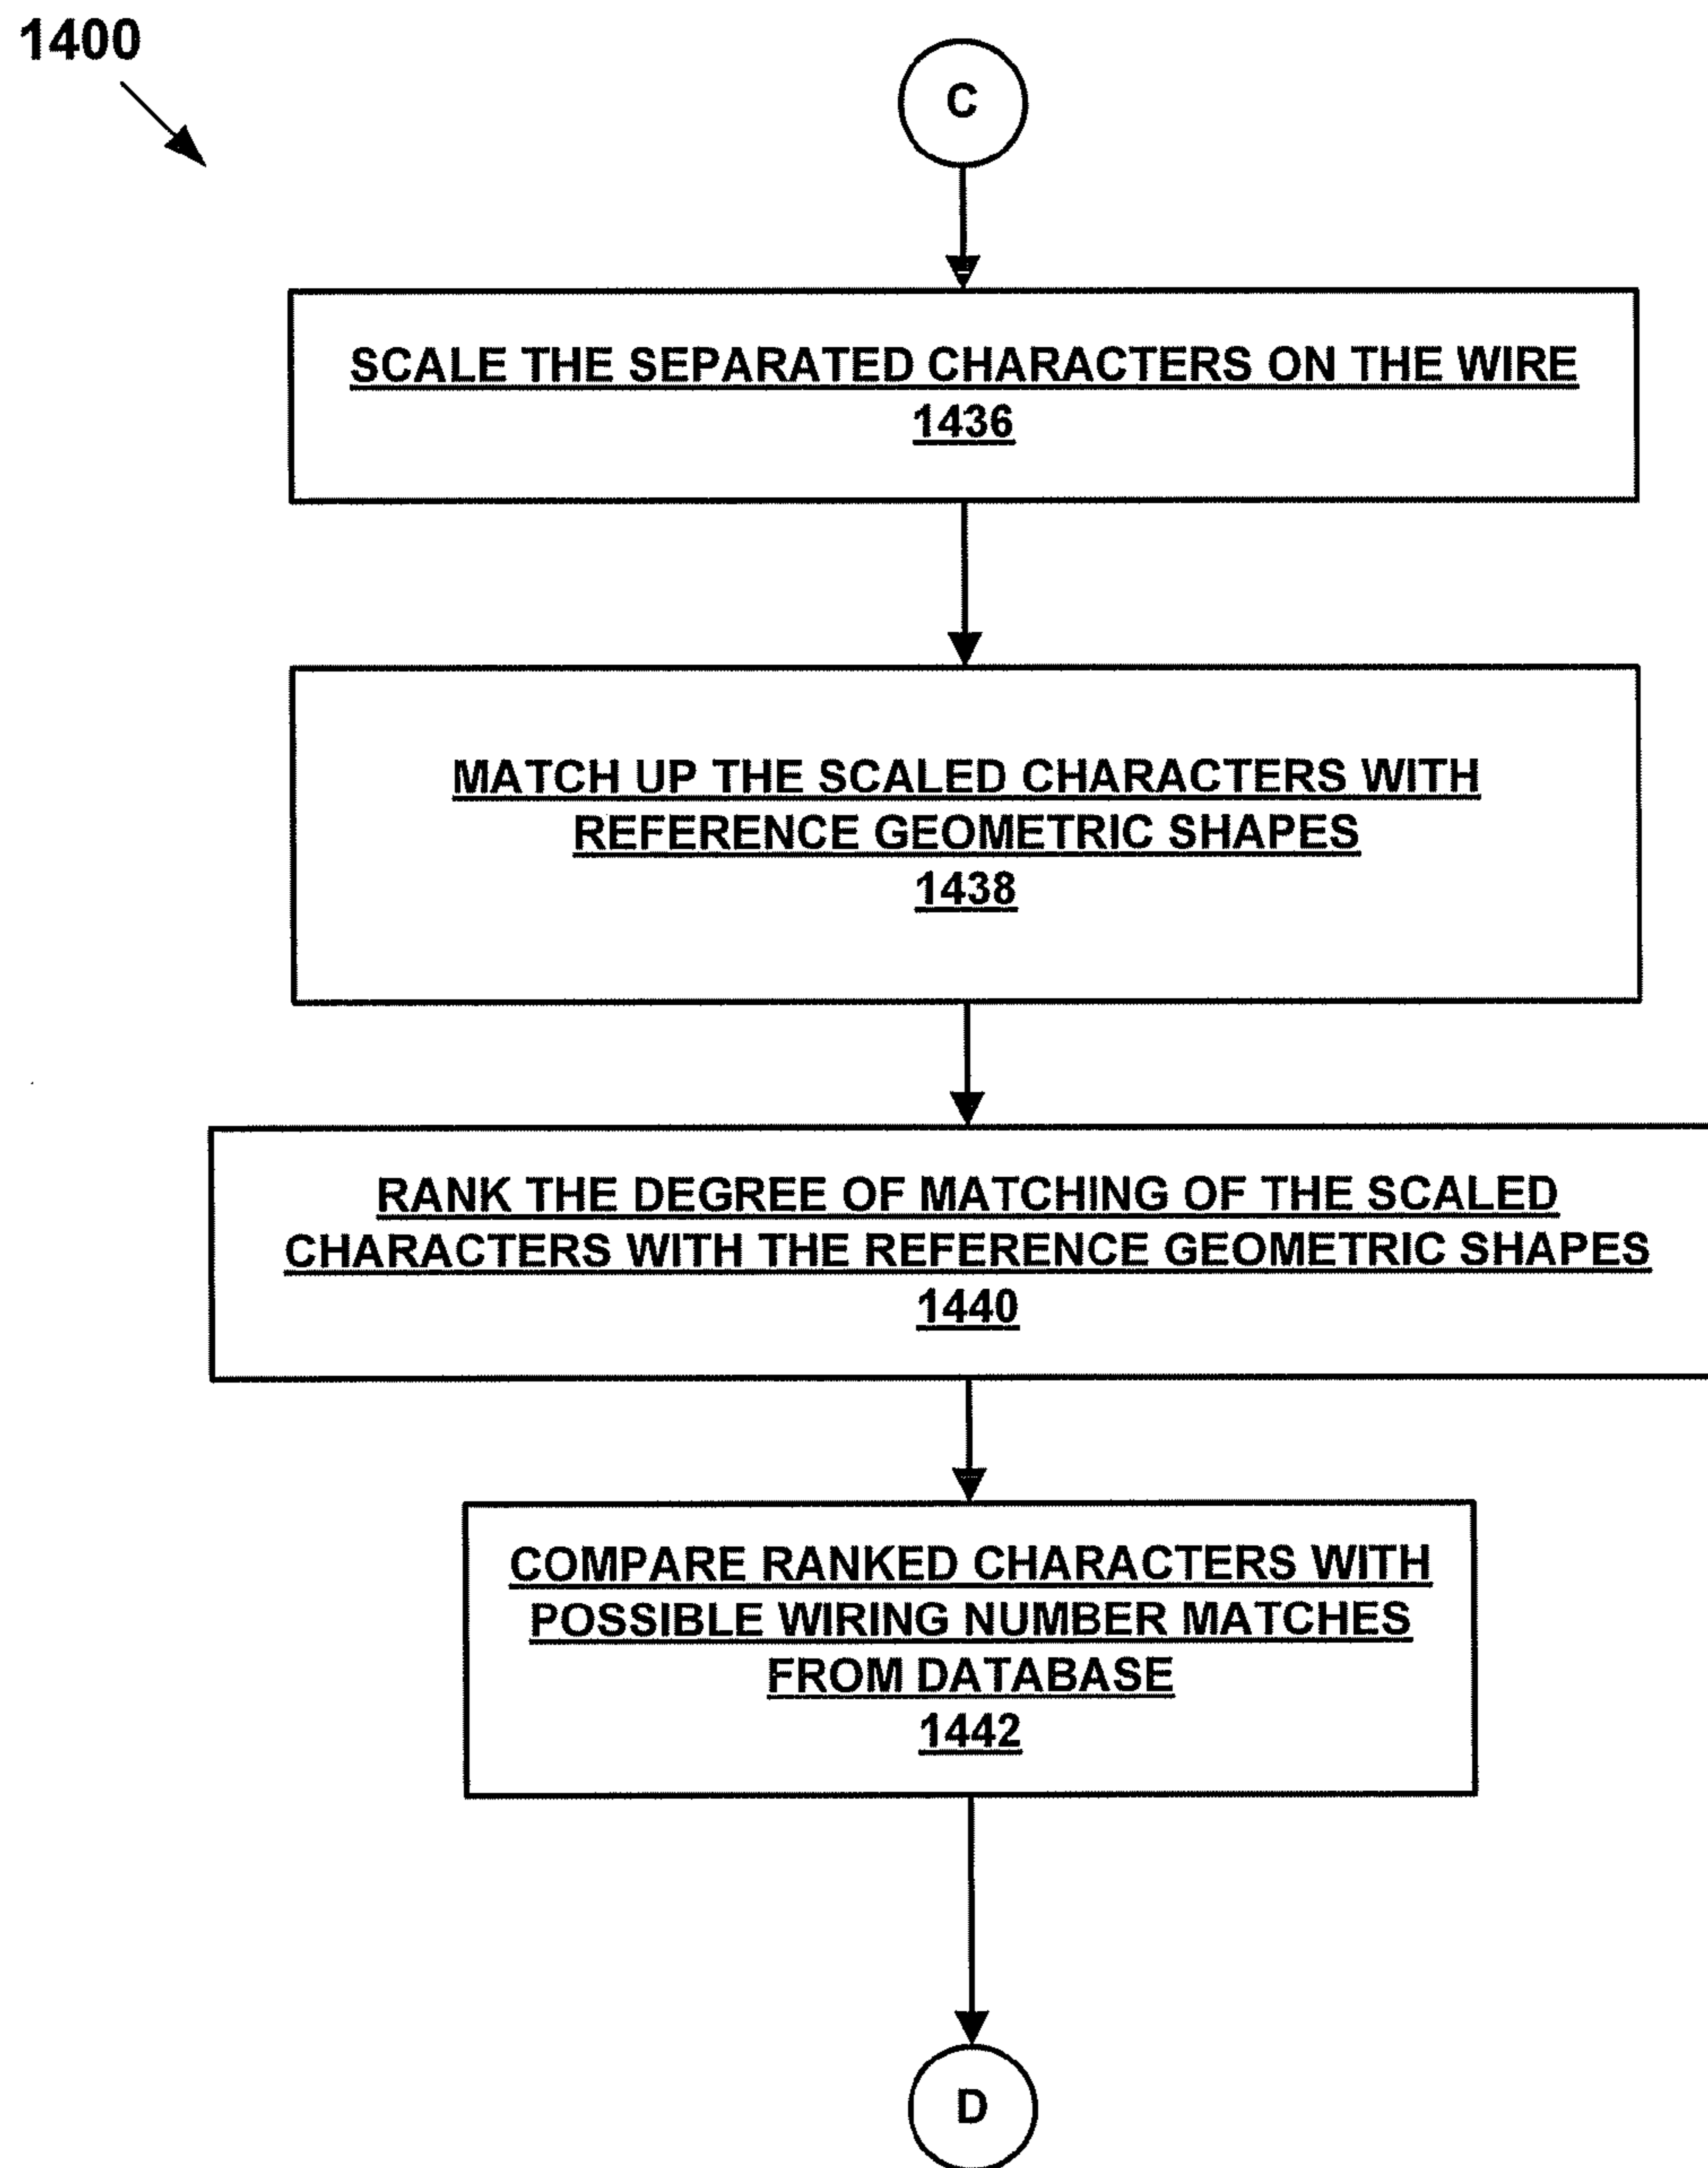 1400
C
SCALE THE SEPARATED CHARACTERS ON THE WIRE
1436
MATCH UP THE SCALED CHARACTERS WITH
REFERENCE GEOMETRIC SHAPES
1438
RANK THE DEGREE OF MATCHING OF THE SCALED
CHARACTERS WITH THE REFERENCE GEOMETRIC SHAPES
1440
COMPARE RANKED CHARACTERS WITH
POSSIBLE WIRING NUMBER MATCHES
FROM DATABASE
1442
D